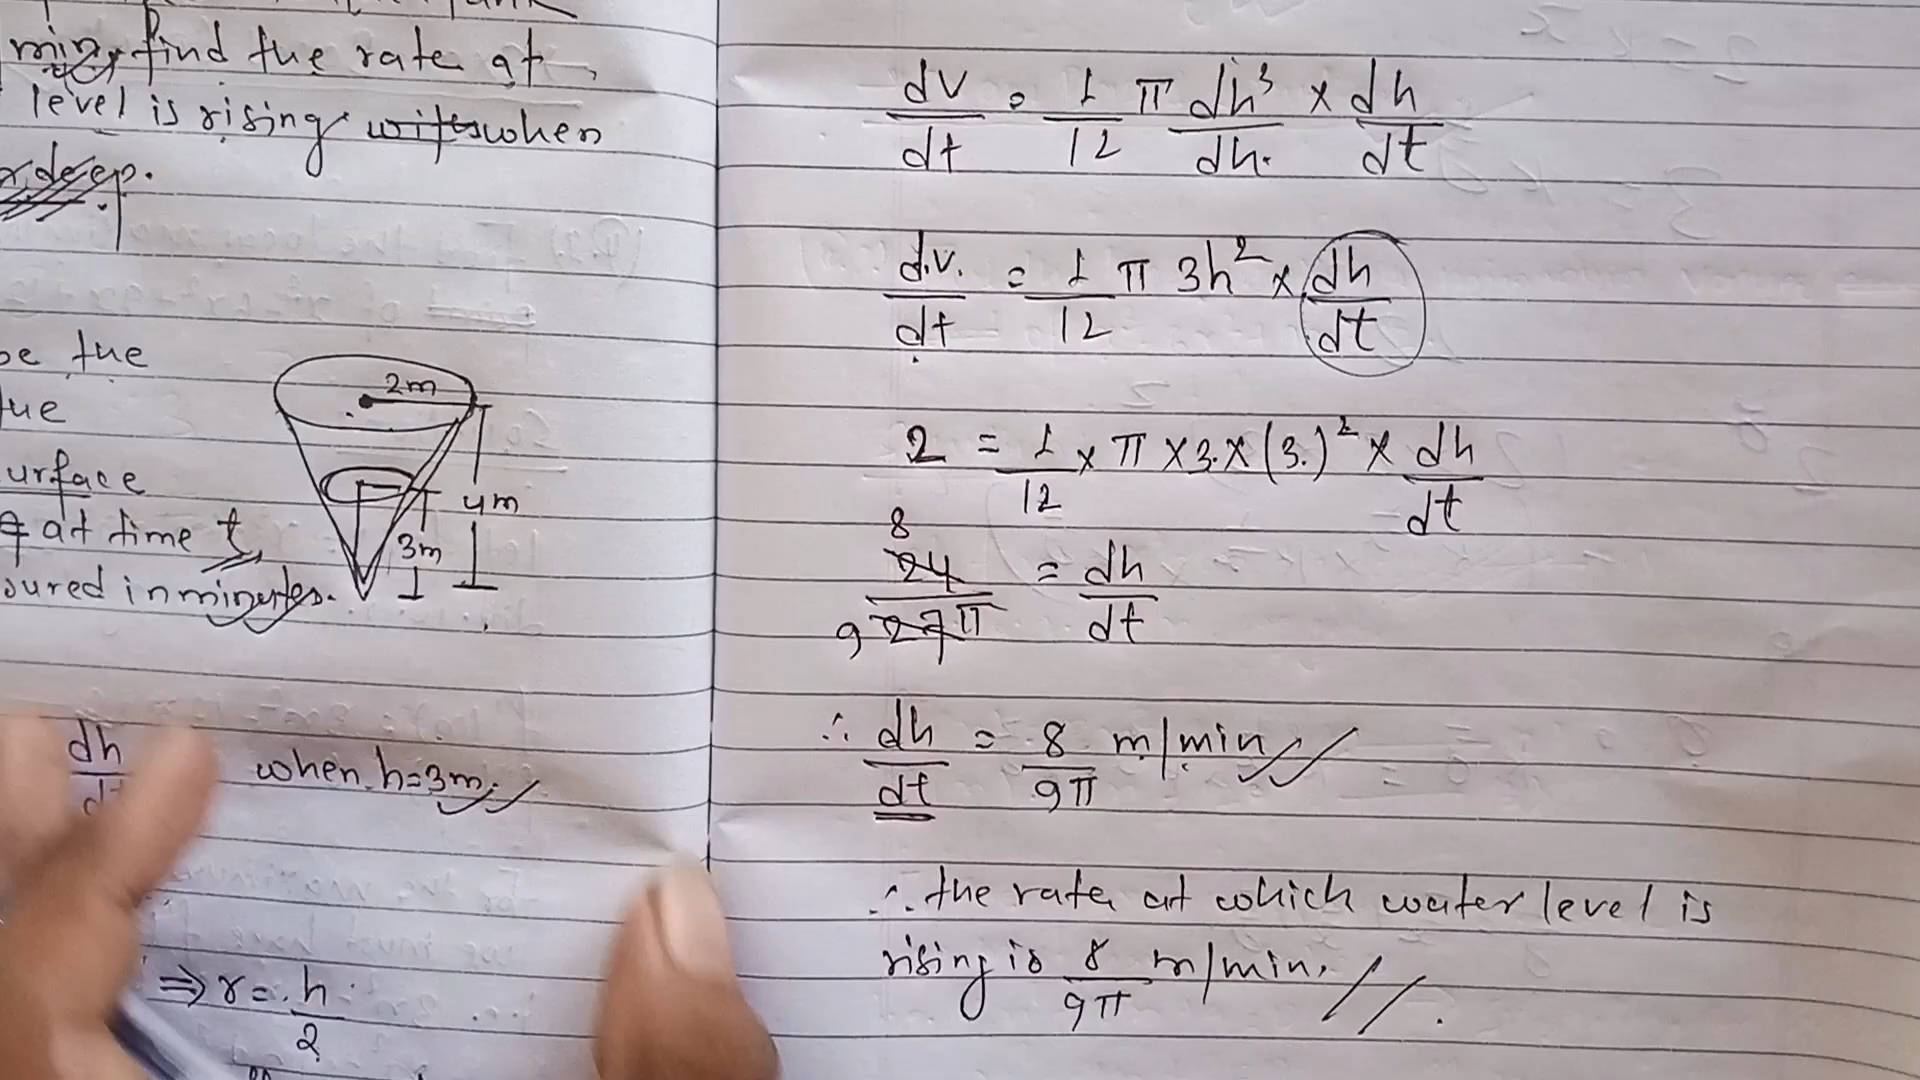 min, find the rate at
level is rising when
deep.
be the
urface
at time t,
oured in minutes.
2m
4m
3m
dh
when h=3m.
⇒ r = h
2
dv/dt = 1/12 π dh³/dh × dh/dt
d.v./dt = 1/12 π 3h² × dh/dt
2 = 1/12 × π × 3 × (3.)² × dh/dt
8
24/27π = dh/dt
9
∴ dh/dt = 8/9π m/min
∴ the rate at which water level is
rising is 8/9π m/min.